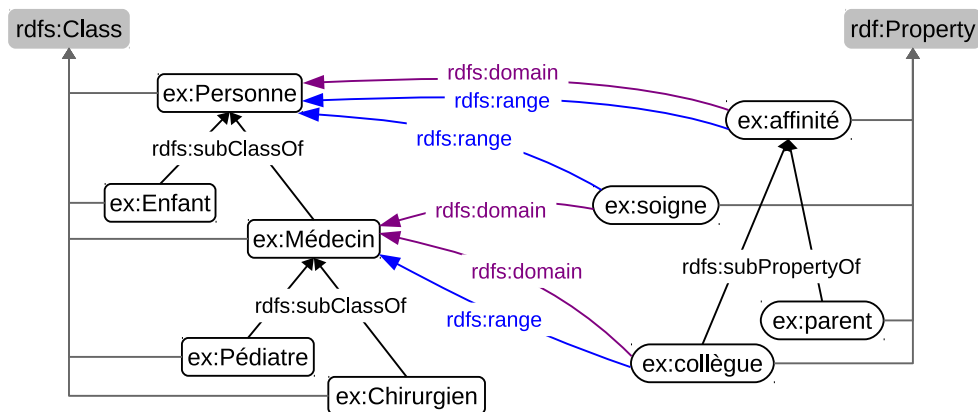 rdfs:Class
rdf:Property
rdfs:domain
ex:Personne
rdfs:range
ex:affinité
rdfs:range
rdfs:subClassOf
ex:Enfant
rdfs:domain
ex:soigne
ex:Médecin
rdfs:domain
rdfs:subPropertyOf
rdfs:subClassOf
rdfs:range
ex:parent
ex:Pédiatre
ex:collègue
ex:Chirurgien